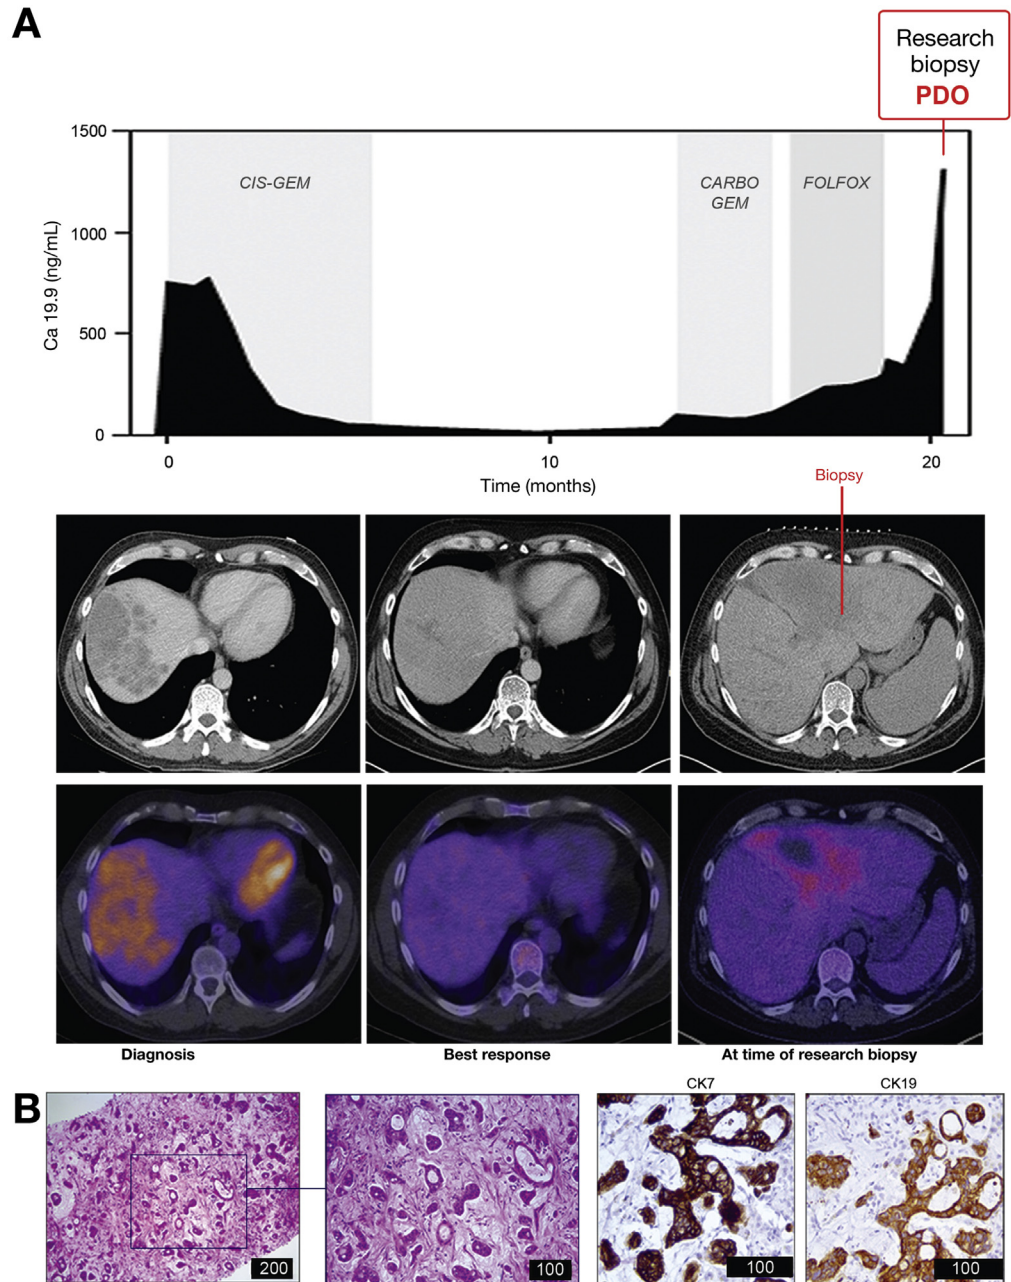 A
Research
biopsy
PDO
1500
1000
500
0
Ca 19.9 (ng/mL)
CIS-GEM
CARBO
GEM
FOLFOX
0
10
20
Time (months)
Biopsy
Diagnosis
Best response
At time of research biopsy
B
CK7
CK19
200
100
100
100